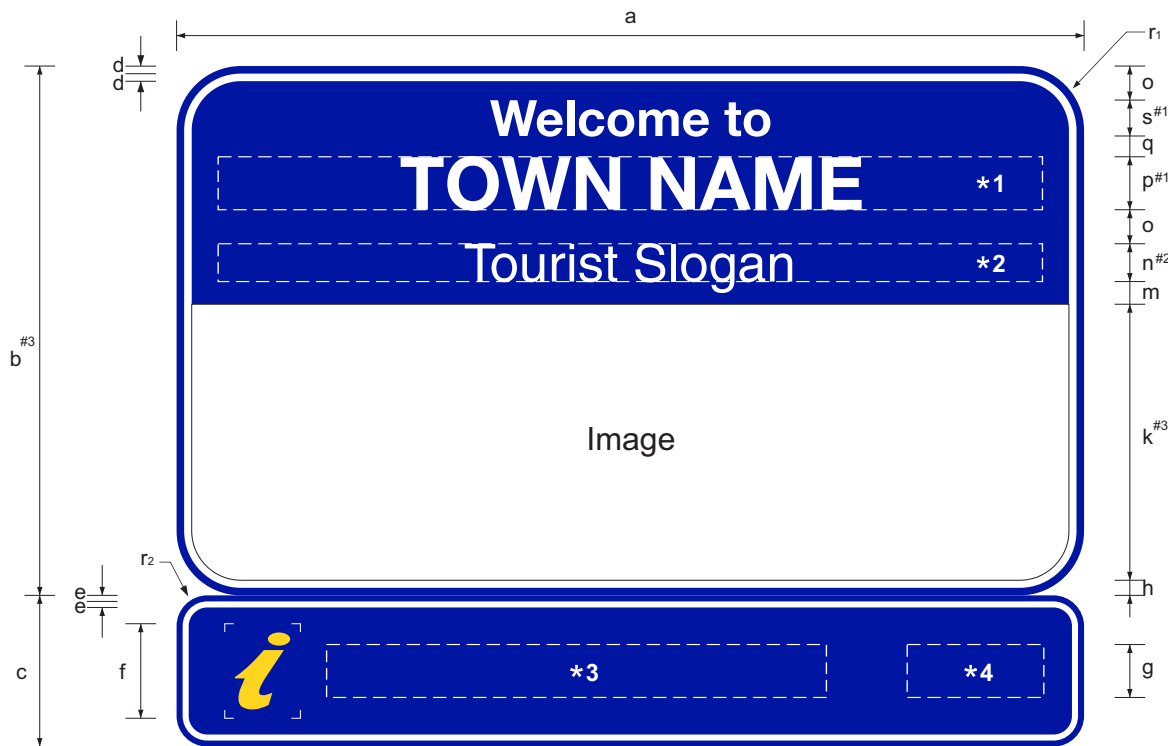 a
r1
d
d
o
Welcome to
s#1
q
TOWN NAME
*1
p#1
o
Tourist Slogan
*2
n#2
m
b#3
Image
k#3
r2
h
e
e
c
f
i
*3
*4
g